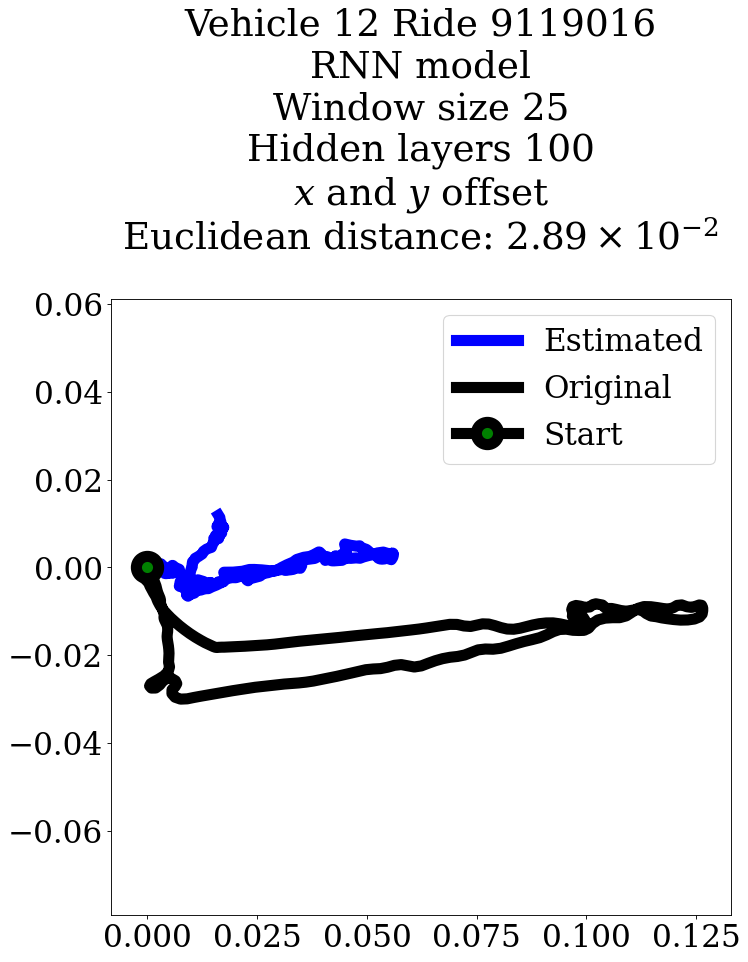 Vehicle 12 Ride 9119016
RNN model
Window size 25
Hidden layers 100
x and y offset
Euclidean distance: 2.89 × 10⁻²
Estimated
Original
Start
0.06
0.04
0.02
0.00
−0.02
−0.04
−0.06
0.000 0.025 0.050 0.075 0.100 0.125